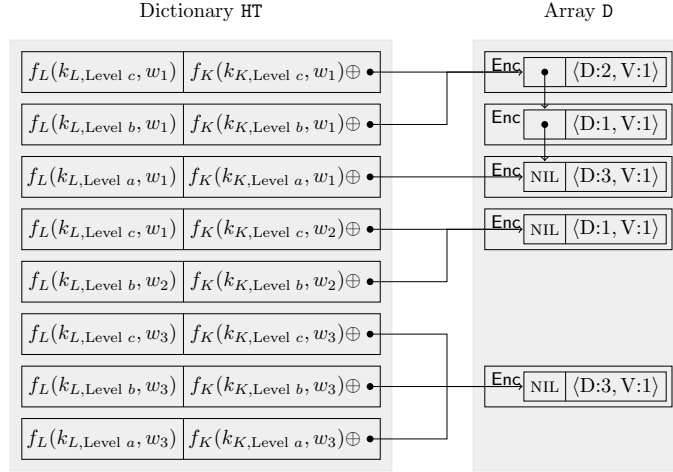 Dictionary HT Array D
f_L(k_{L,Level c}, w_1) f_K(k_{K,Level c}, w_1)⊕ Enc ⟨D:2, V:1⟩
f_L(k_{L,Level b}, w_1) f_K(k_{K,Level b}, w_1)⊕ Enc ⟨D:1, V:1⟩
f_L(k_{L,Level a}, w_1) f_K(k_{K,Level a}, w_1)⊕ Enc NIL ⟨D:3, V:1⟩
f_L(k_{L,Level c}, w_1) f_K(k_{K,Level c}, w_2)⊕ Enc NIL ⟨D:1, V:1⟩
f_L(k_{L,Level b}, w_2) f_K(k_{K,Level b}, w_2)⊕
f_L(k_{L,Level c}, w_3) f_K(k_{K,Level c}, w_3)⊕
f_L(k_{L,Level b}, w_3) f_K(k_{K,Level b}, w_3)⊕ Enc NIL ⟨D:3, V:1⟩
f_L(k_{L,Level a}, w_3) f_K(k_{K,Level a}, w_3)⊕